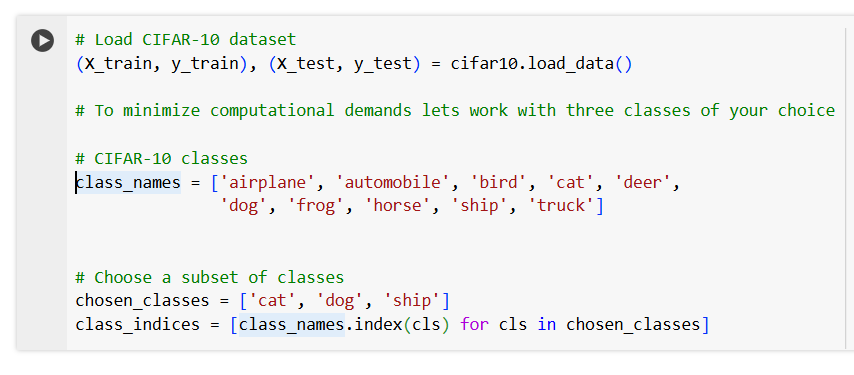 # Load CIFAR-10 dataset
(X_train, y_train), (X_test, y_test) = cifar10.load_data()
# To minimize computational demands lets work with three classes of your choice
# CIFAR-10 classes
class_names = ['airplane', 'automobile', 'bird', 'cat', 'deer',
'dog', 'frog', 'horse', 'ship', 'truck']
# Choose a subset of classes
chosen_classes = ['cat', 'dog', 'ship']
class_indices = [class_names.index(cls) for cls in chosen_classes]